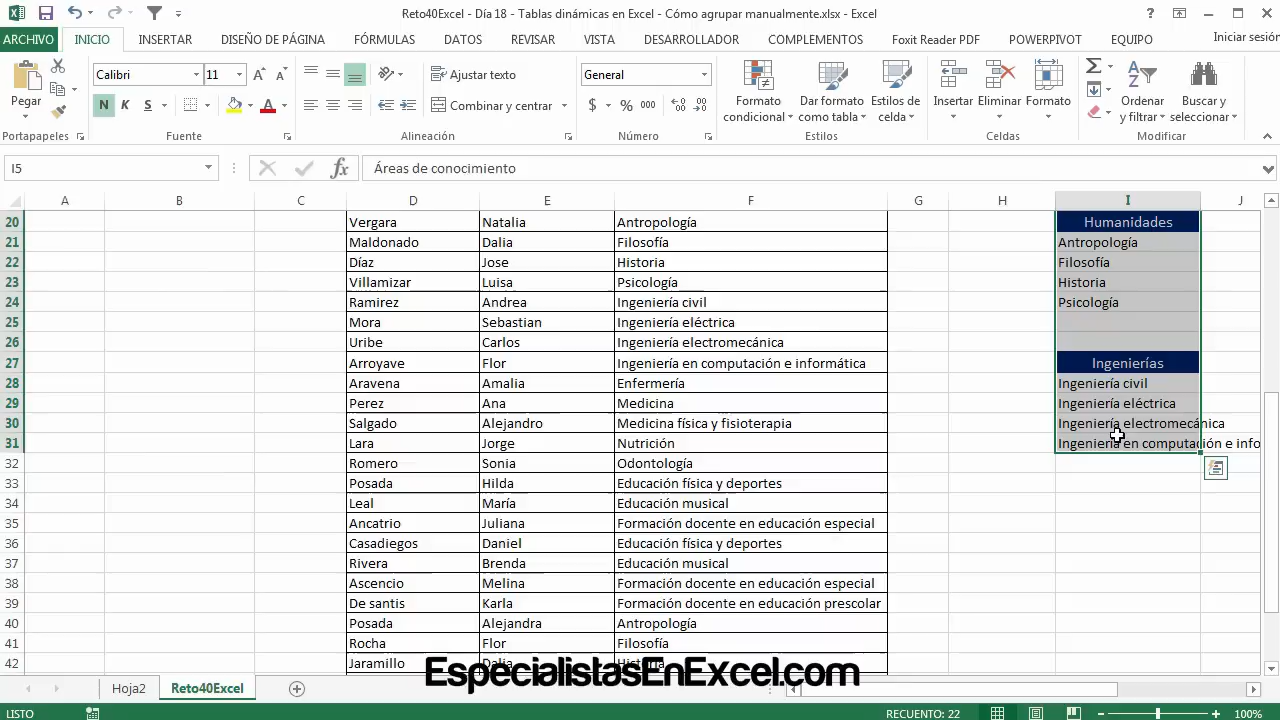 Reto40Excel - Día 18 - Tablas dinámicas en Excel - Cómo agrupar manualmente.xlsx - Excel
ARCHIVO INICIO INSERTAR DISEÑO DE PÁGINA FÓRMULAS DATOS REVISAR VISTA DESARROLLADOR COMPLEMENTOS Foxit Reader PDF POWERPIVOT EQUIPO Iniciar sesión
Calibri 11 Ajustar texto General
Pegar N K S Combinar y centrar $ % 000 Formato condicional Dar formato como tabla Estilos de celda Insertar Eliminar Formato Ordenar y filtrar Buscar y seleccionar
Portapapeles Fuente Alineación Número Estilos Celdas Modificar
I5 fx Áreas de conocimiento
A B C D E F G H I J
20 Vergara Natalia Antropología Humanidades
21 Maldonado Dalia Filosofía Antropología
22 Díaz Jose Historia Filosofía
23 Villamizar Luisa Psicología Historia
24 Ramirez Andrea Ingeniería civil Psicología
25 Mora Sebastian Ingeniería eléctrica
26 Uribe Carlos Ingeniería electromecánica
27 Arroyave Flor Ingeniería en computación e informática Ingenierías
28 Aravena Amalia Enfermería Ingeniería civil
29 Perez Ana Medicina Ingeniería eléctrica
30 Salgado Alejandro Medicina física y fisioterapia Ingeniería electromecánica
31 Lara Jorge Nutrición Ingeniería en computación e info
32 Romero Sonia Odontología
33 Posada Hilda Educación física y deportes
34 Leal María Educación musical
35 Ancatrio Juliana Formación docente en educación especial
36 Casadiegos Daniel Educación física y deportes
37 Rivera Brenda Educación musical
38 Ascencio Melina Formación docente en educación especial
39 De santis Karla Formación docente en educación prescolar
40 Posada Alejandra Antropología
41 Rocha Flor Filosofía
42 Jaramillo Dalia Historia
EspecialistasEnExcel.com
Hoja2 Reto40Excel
LISTO RECUENTO: 22 100%